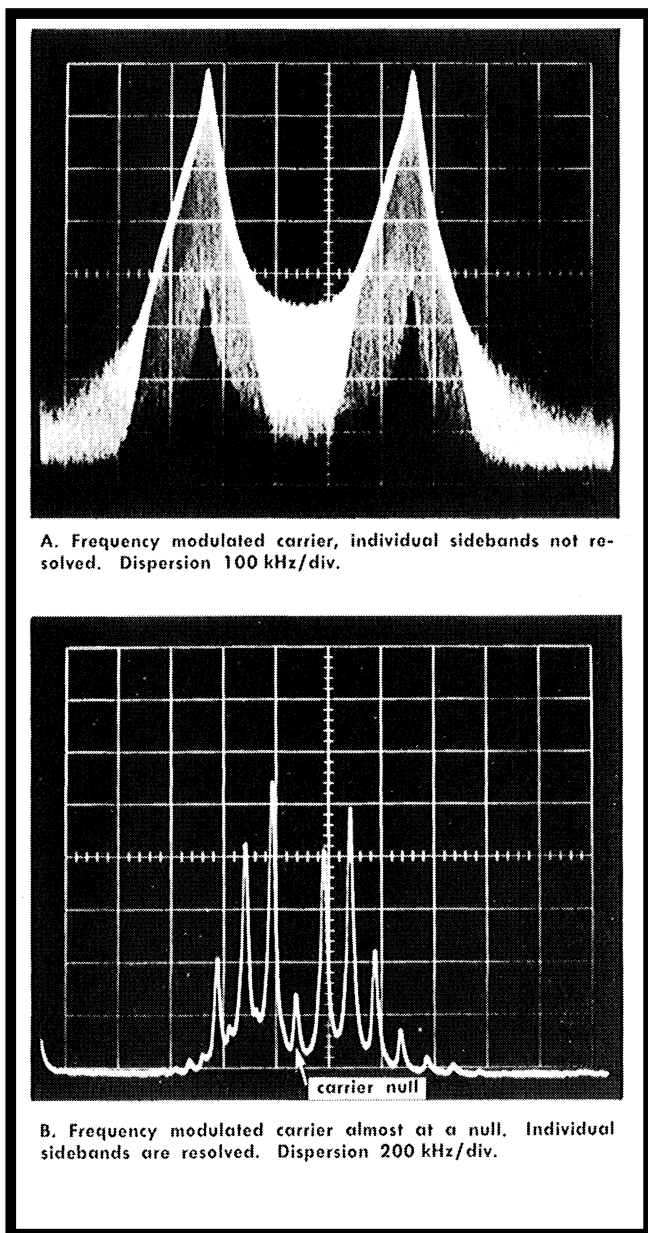 A. Frequency modulated carrier, individual sidebands not re-
solved. Dispersion 100 kHz/div.
carrier null
B. Frequency modulated carrier almost at a null. Individual
sidebands are resolved. Dispersion 200 kHz/div.